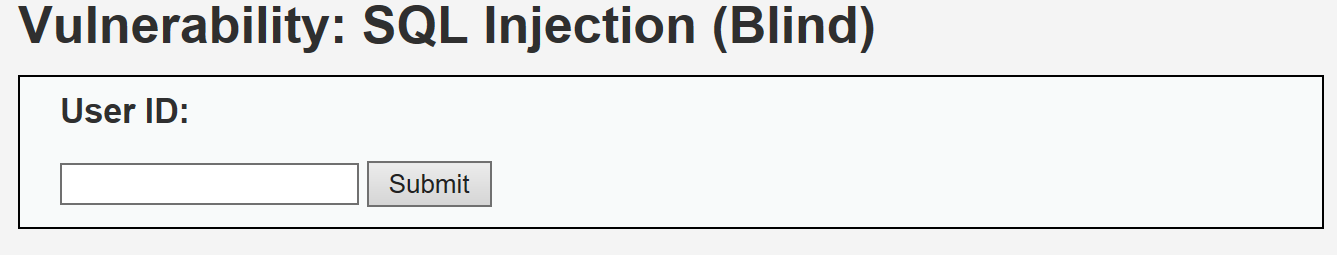 Vulnerability: SQL Injection (Blind)
User ID:
Submit